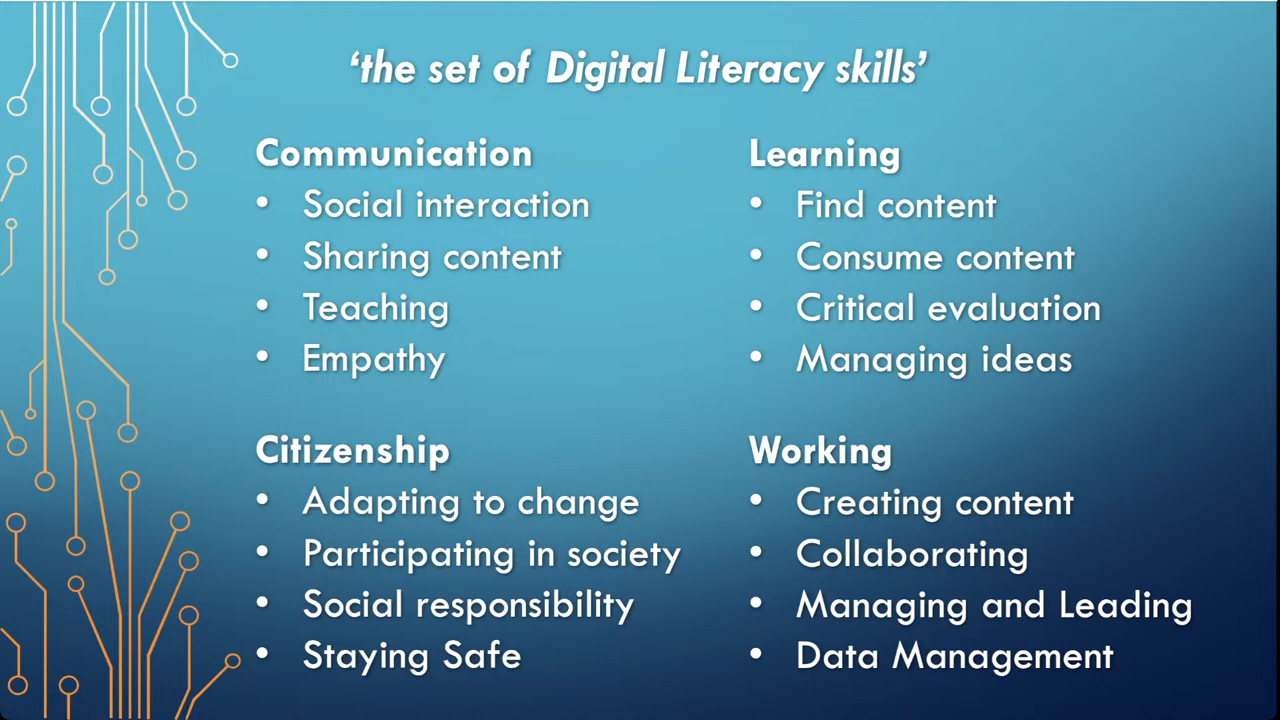 ‘the set of Digital Literacy skills’
Communication
• Social interaction
• Sharing content
• Teaching
• Empathy
Learning
• Find content
• Consume content
• Critical evaluation
• Managing ideas
Citizenship
• Adapting to change
• Participating in society
• Social responsibility
• Staying Safe
Working
• Creating content
• Collaborating
• Managing and Leading
• Data Management